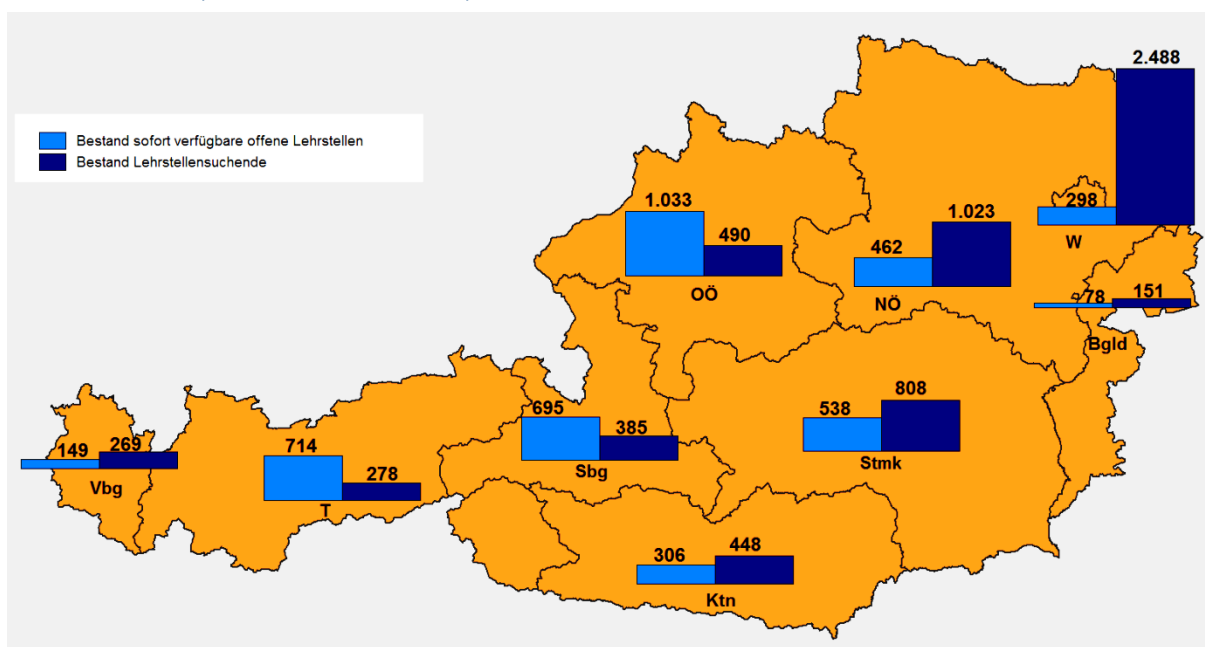 2.488
Bestand sofort verfügbare offene Lehrstellen
Bestand Lehrstellensuchende
1.033
490
OÖ
462
1.023
NÖ
298
W
78
151
Bgld
149
269
Vbg
714
278
T
695
385
Sbg
538
808
Stmk
306
448
Ktn